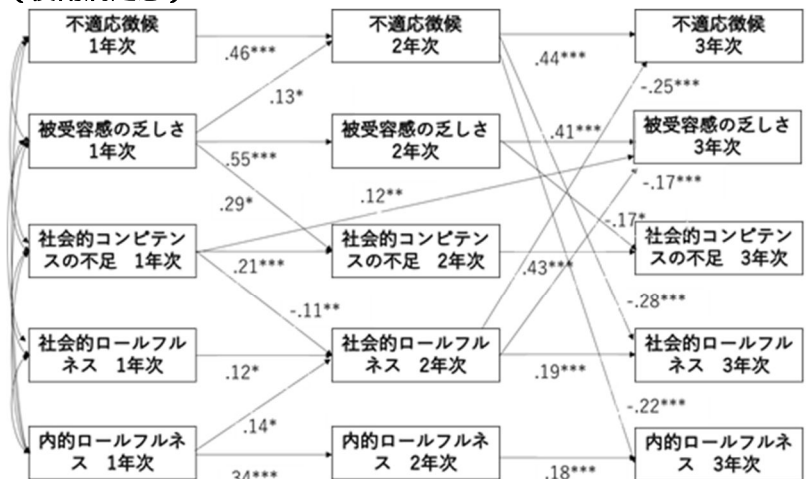 不適応徴候
1年次
不適応徴候
2年次
不適応徴候
3年次
.46***
.44***
-.25***
.13*
被受容感の乏しさ
1年次
被受容感の乏しさ
2年次
被受容感の乏しさ
3年次
.41***
.55***
-.17***
.29*
.12**
-.17*
社会的コンピテン
スの不足 1年次
社会的コンピテン
スの不足 2年次
社会的コンピテン
スの不足 3年次
.21***
.43***
-.11**
-.28***
社会的ロールフル
ネス 1年次
社会的ロールフル
ネス 2年次
社会的ロールフル
ネス 3年次
.12*
.19***
-.22***
.14*
内的ロールフルネ
ス 1年次
内的ロールフルネ
ス 2年次
内的ロールフルネ
ス 3年次
.34***
.18***